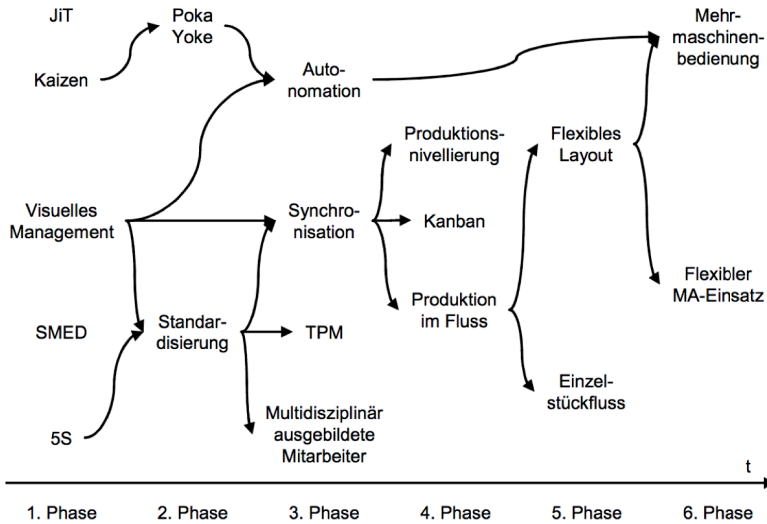 JiT
Kaizen
Visuelles
Management
SMED
5S
Poka
Yoke
Standar-
disierung
Auto-
nomation
Synchro-
nisation
TPM
Multidisziplinär
ausgebildete
Mitarbeiter
Produktions-
nivellierung
Kanban
Produktion
im Fluss
Flexibles
Layout
Einzel-
stückfluss
Mehr-
maschinen-
bedienung
Flexibler
MA-Einsatz
t
1. Phase
2. Phase
3. Phase
4. Phase
5. Phase
6. Phase